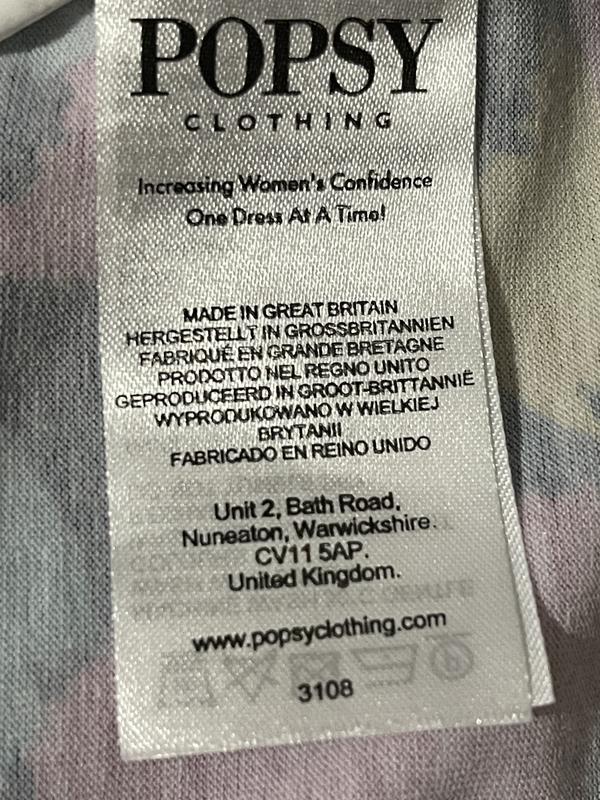 POPSY
CLOTHING
Increasing Women's Confidence
One Dress At A Time!
MADE IN GREAT BRITAIN
HERGESTELLT IN GROSSBRITANNIEN
FABRIQUÉ EN GRANDE BRETAGNE
PRODOTTO NEL REGNO UNITO
GEPRODUCEERD IN GROOT-BRITTANNIË
WYPRODUKOWANO W WIELKIEJ
BRYTANII
FABRICADO EN REINO UNIDO
Unit 2, Bath Road,
Nuneaton, Warwickshire.
CV11 5AP.
United Kingdom.
www.popsyclothing.com
3108